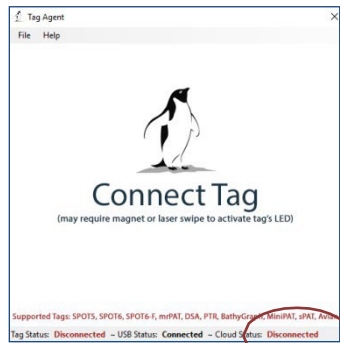 Tag Agent
File Help
Connect Tag
(may require magnet or laser swipe to activate tag's LED)
Supported Tags: SPOT5, SPOT6, SPOT6-F, mrPAT, DSA, PTR, BathyGraph, MiniPAT, sPAT,
Tag Status: Disconnected ~ USB Status: Connected ~ Cloud Status: Disconnected